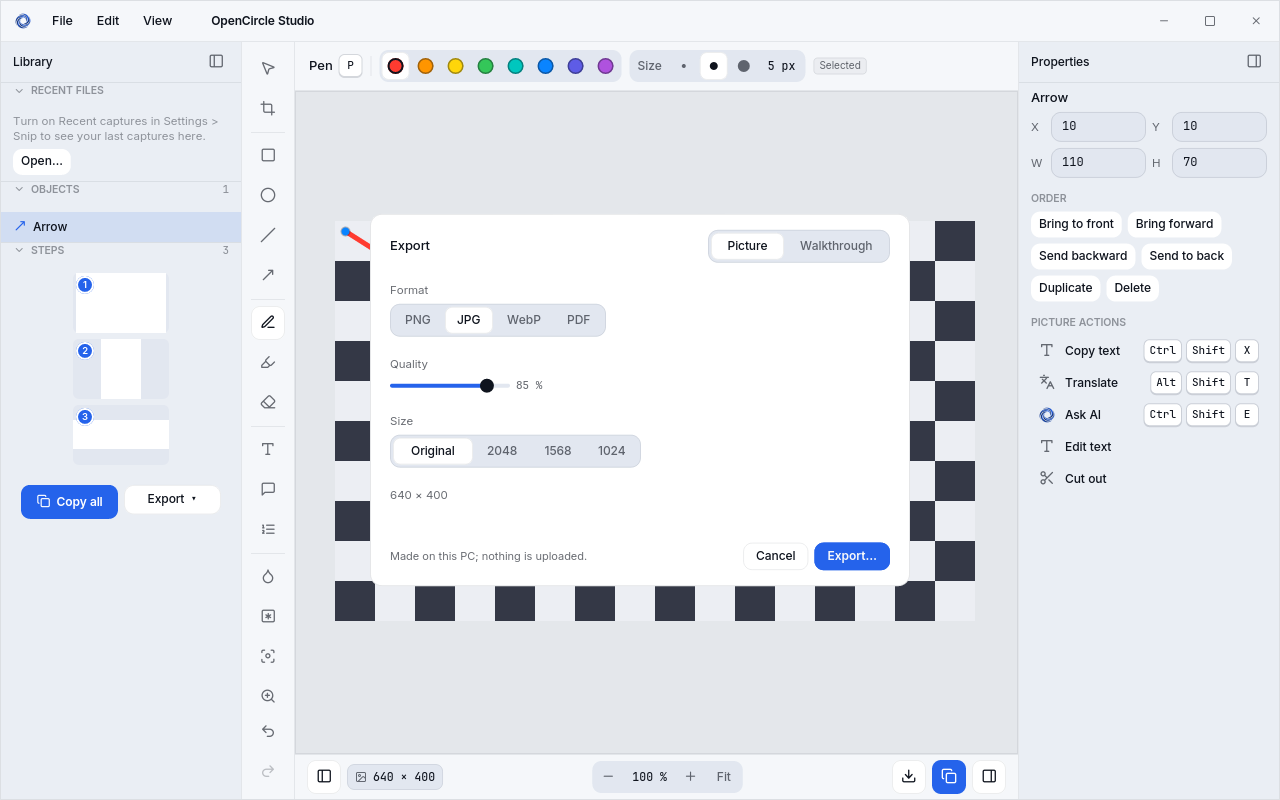 File Edit View OpenCircle Studio
Library
RECENT FILES
Turn on Recent captures in Settings >
Snip to see your last captures here.
Open...
OBJECTS 1
Arrow
STEPS 3
1
2
3
Copy all Export
Pen P Size 5 px Selected
Export Picture Walkthrough
Format
PNG JPG WebP PDF
Quality
85 %
Size
Original 2048 1568 1024
640 × 400
Made on this PC; nothing is uploaded. Cancel Export...
640 × 400 100 % Fit
Properties
Arrow
X 10 Y 10
W 110 H 70
ORDER
Bring to front Bring forward
Send backward Send to back
Duplicate Delete
PICTURE ACTIONS
Copy text Ctrl Shift X
Translate Alt Shift T
Ask AI Ctrl Shift E
Edit text
Cut out